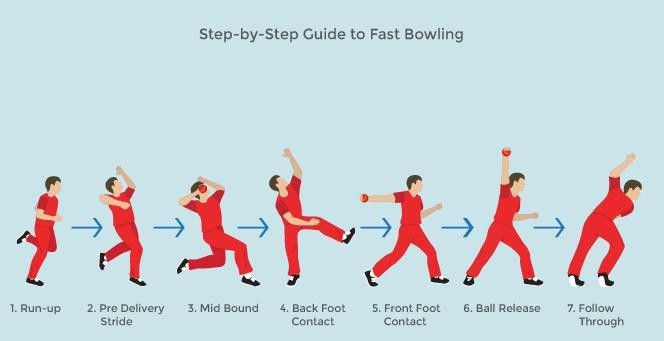 Step-by-Step Guide to Fast Bowling
1. Run-up
2. Pre Delivery
Stride
3. Mid Bound
4. Back Foot
Contact
5. Front Foot
Contact
6. Ball Release
7. Follow
Through